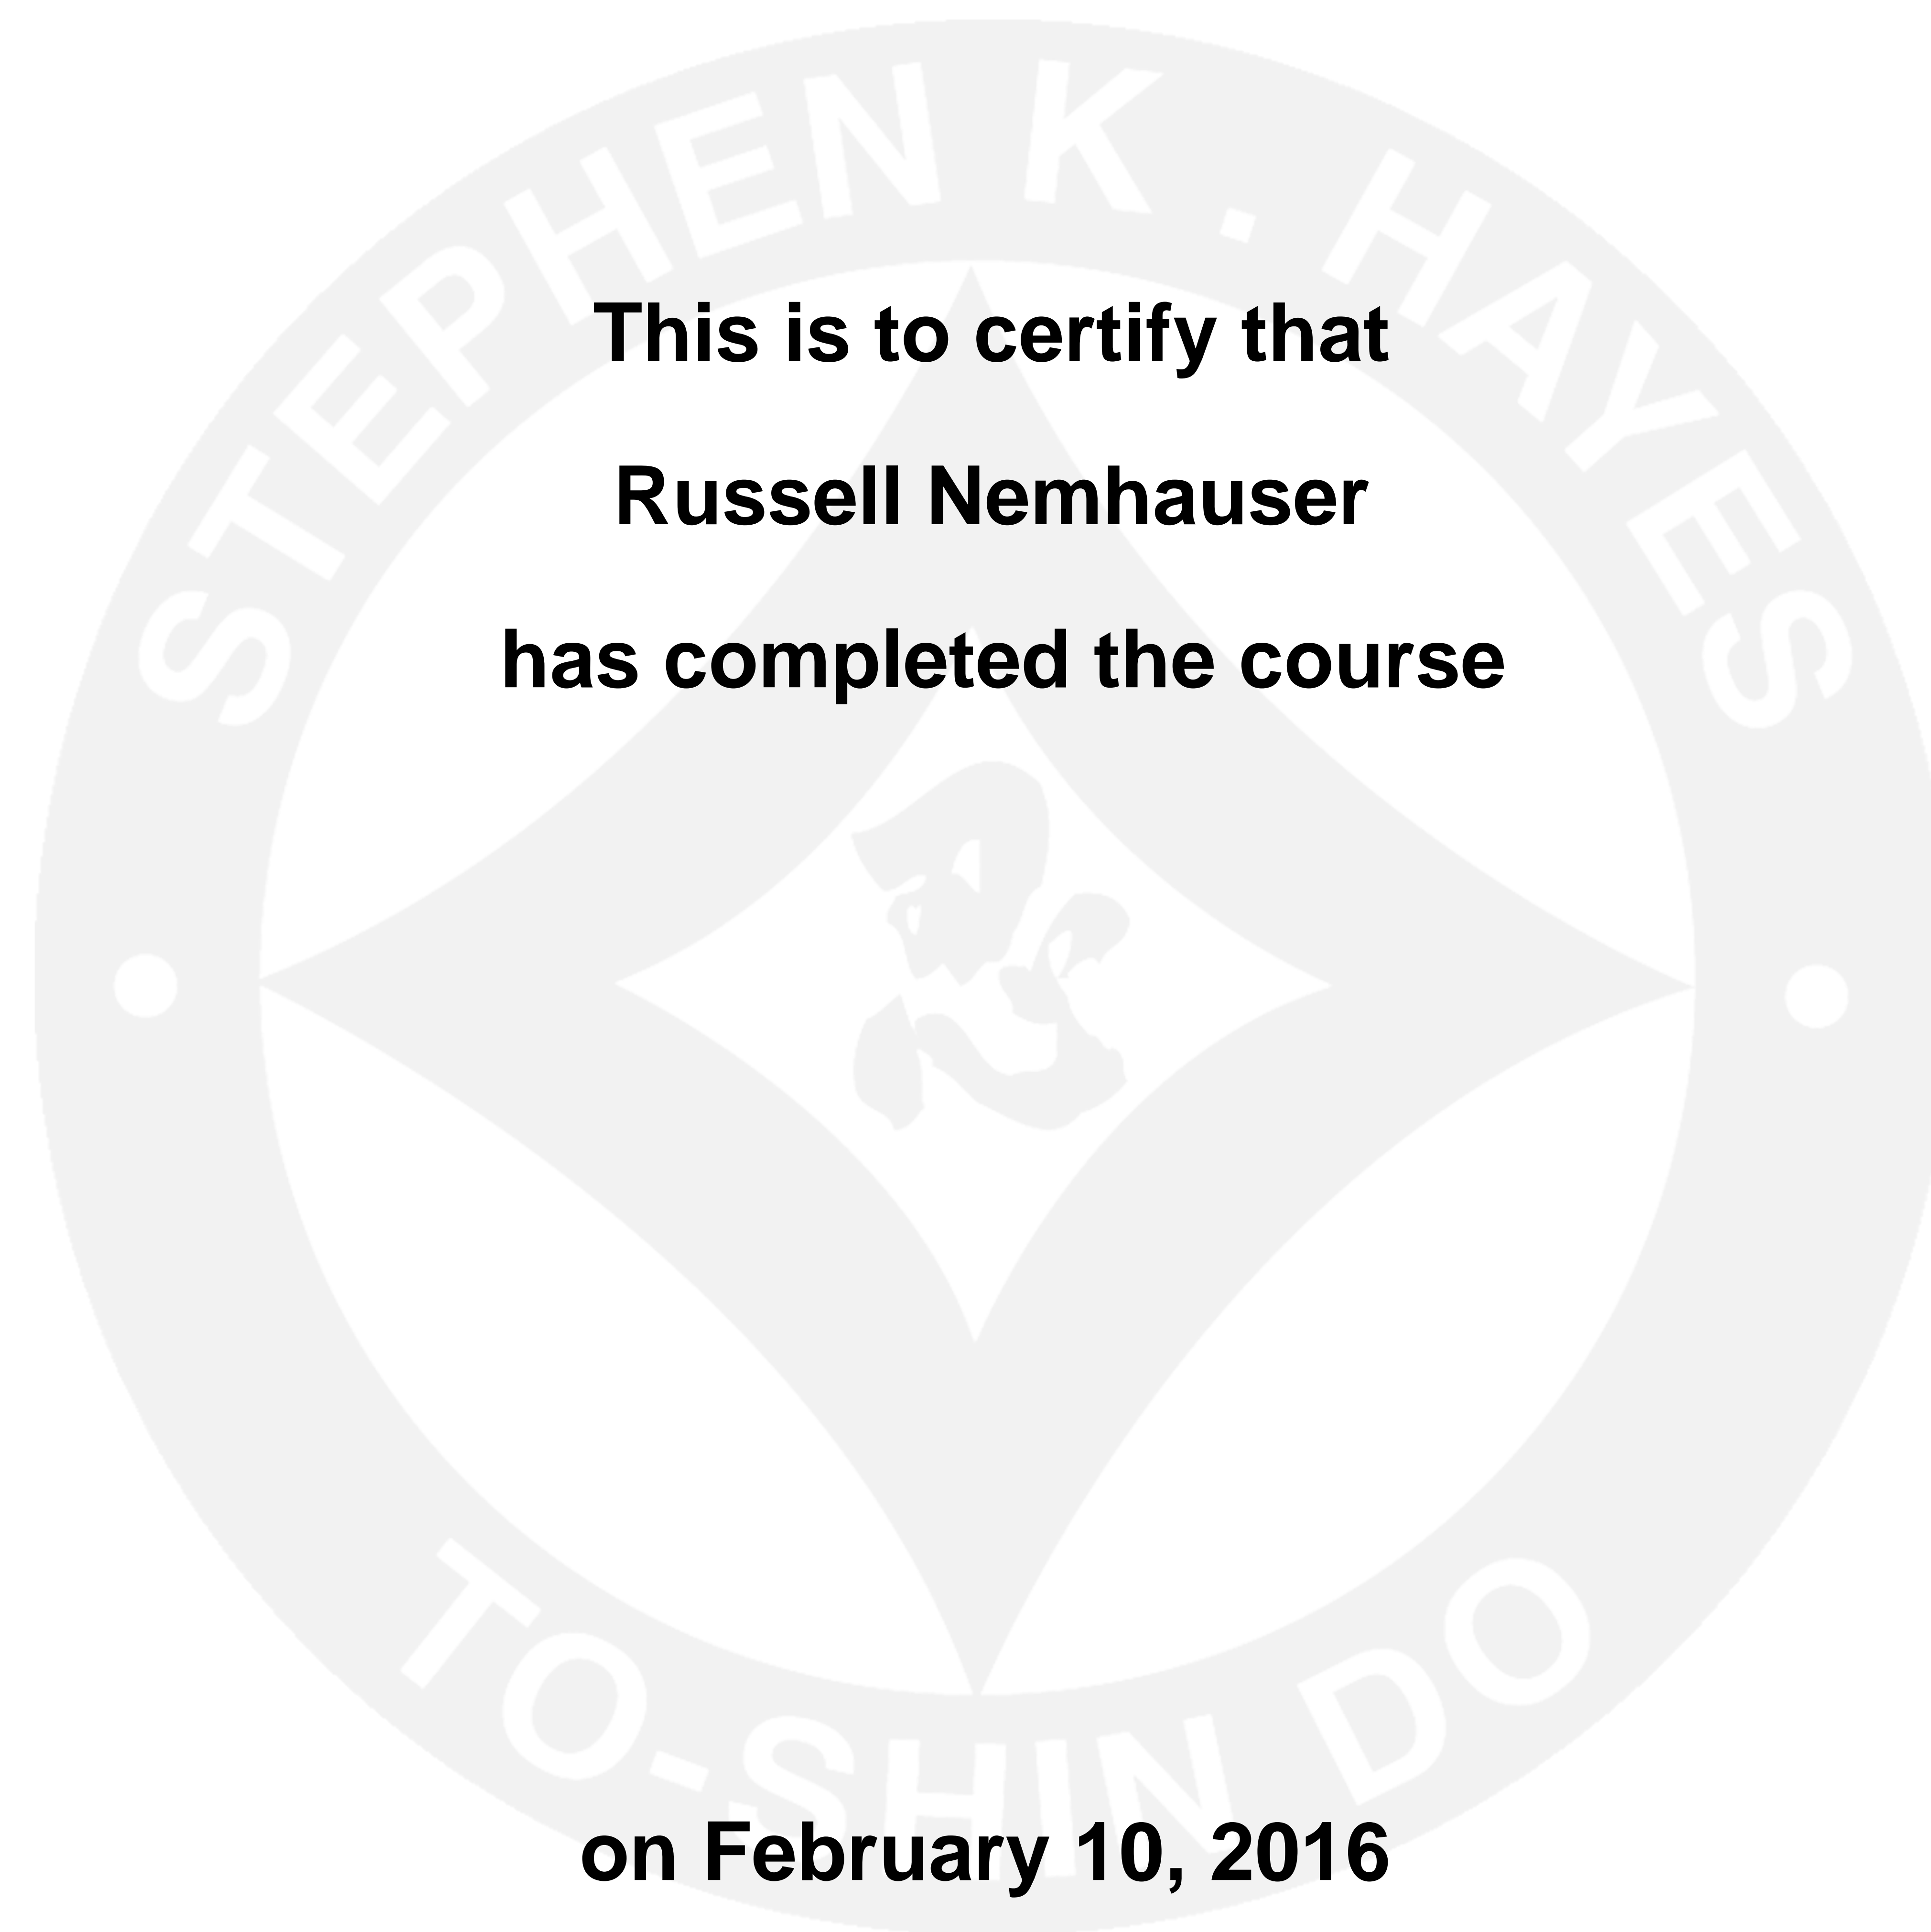 STEPHEN K. HAYES
This is to certify that
Russell Nemhauser
has completed the course
忍
TO-SHIN DO
on February 10, 2016